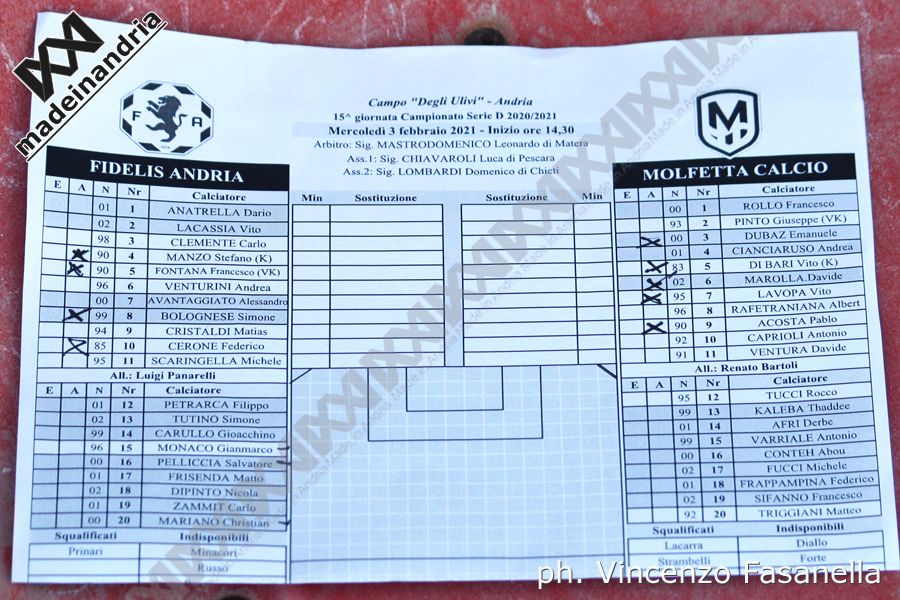 madeinandria
F A
Campo "Degli Ulivi" - Andria
15^ giornata Campionato Serie D 2020/2021
Mercoledì 3 febbraio 2021 - Inizio ore 14,30
Arbitro: Sig. MASTRODOMENICO Leonardo di Matera
Ass.1: Sig. CHIAVAROLI Luca di Pescara
Ass.2: Sig. LOMBARDI Domenico di Chieti
FIDELIS ANDRIA
E A N Nr Calciatore
01 1 ANATRELLA Dario
02 2 LACASSIA Vito
98 3 CLEMENTE Carlo
90 4 MANZO Stefano (K)
90 5 FONTANA Francesco (VK)
96 6 VENTURINI Andrea
00 7 AVANTAGGIATO Alessandro
99 8 BOLOGNESE Simone
94 9 CRISTALDI Matias
85 10 CERONE Federico
95 11 SCARINGELLA Michele
All.: Luigi Panarelli
E A N Nr Calciatore
01 12 PETRARCA Filippo
02 13 TUTINO Simone
99 14 CARULLO Gioacchino
96 15 MONACO Gianmarco
00 16 PELLICCIA Salvatore
01 17 FRISENDA Matto
02 18 DIPINTO Nicola
01 19 ZAMMIT Carlo
00 20 MARIANO Christian
Squalificati Indisponibili
Prinari Minacori
Russo
Min Sostituzione Sostituzione Min
MOLFETTA CALCIO
E A N Nr Calciatore
00 1 ROLLO Francesco
93 2 PINTO Giuseppe (VK)
00 3 DUBAZ Emanuele
01 4 CIANCIARUSO Andrea
83 5 DI BARI Vito (K)
02 6 MAROLLA.Davide
95 7 LAVOPA Vito
96 8 RAFETRANIANA Albert
90 9 ACOSTA Pablo
92 10 CAPRIOLI Antonio
91 11 VENTURA Davide
All.: Renato Bartoli
E A N Nr Calciatore
95 12 TUCCI Rocco
99 13 KALEBA Thaddee
01 14 AFRI Derbe
99 15 VARRIALE Antonio
00 16 CONTEH Abou
02 17 FUCCI Michele
01 18 FRAPPAMPINA Federico
02 19 SIFANNO Francesco
92 20 TRIGGIANI Matteo
Squalificati Indisponibili
Lacarra Diallo
Strambelli Forte
Made in Andria
ph. Vincenzo Fasanella